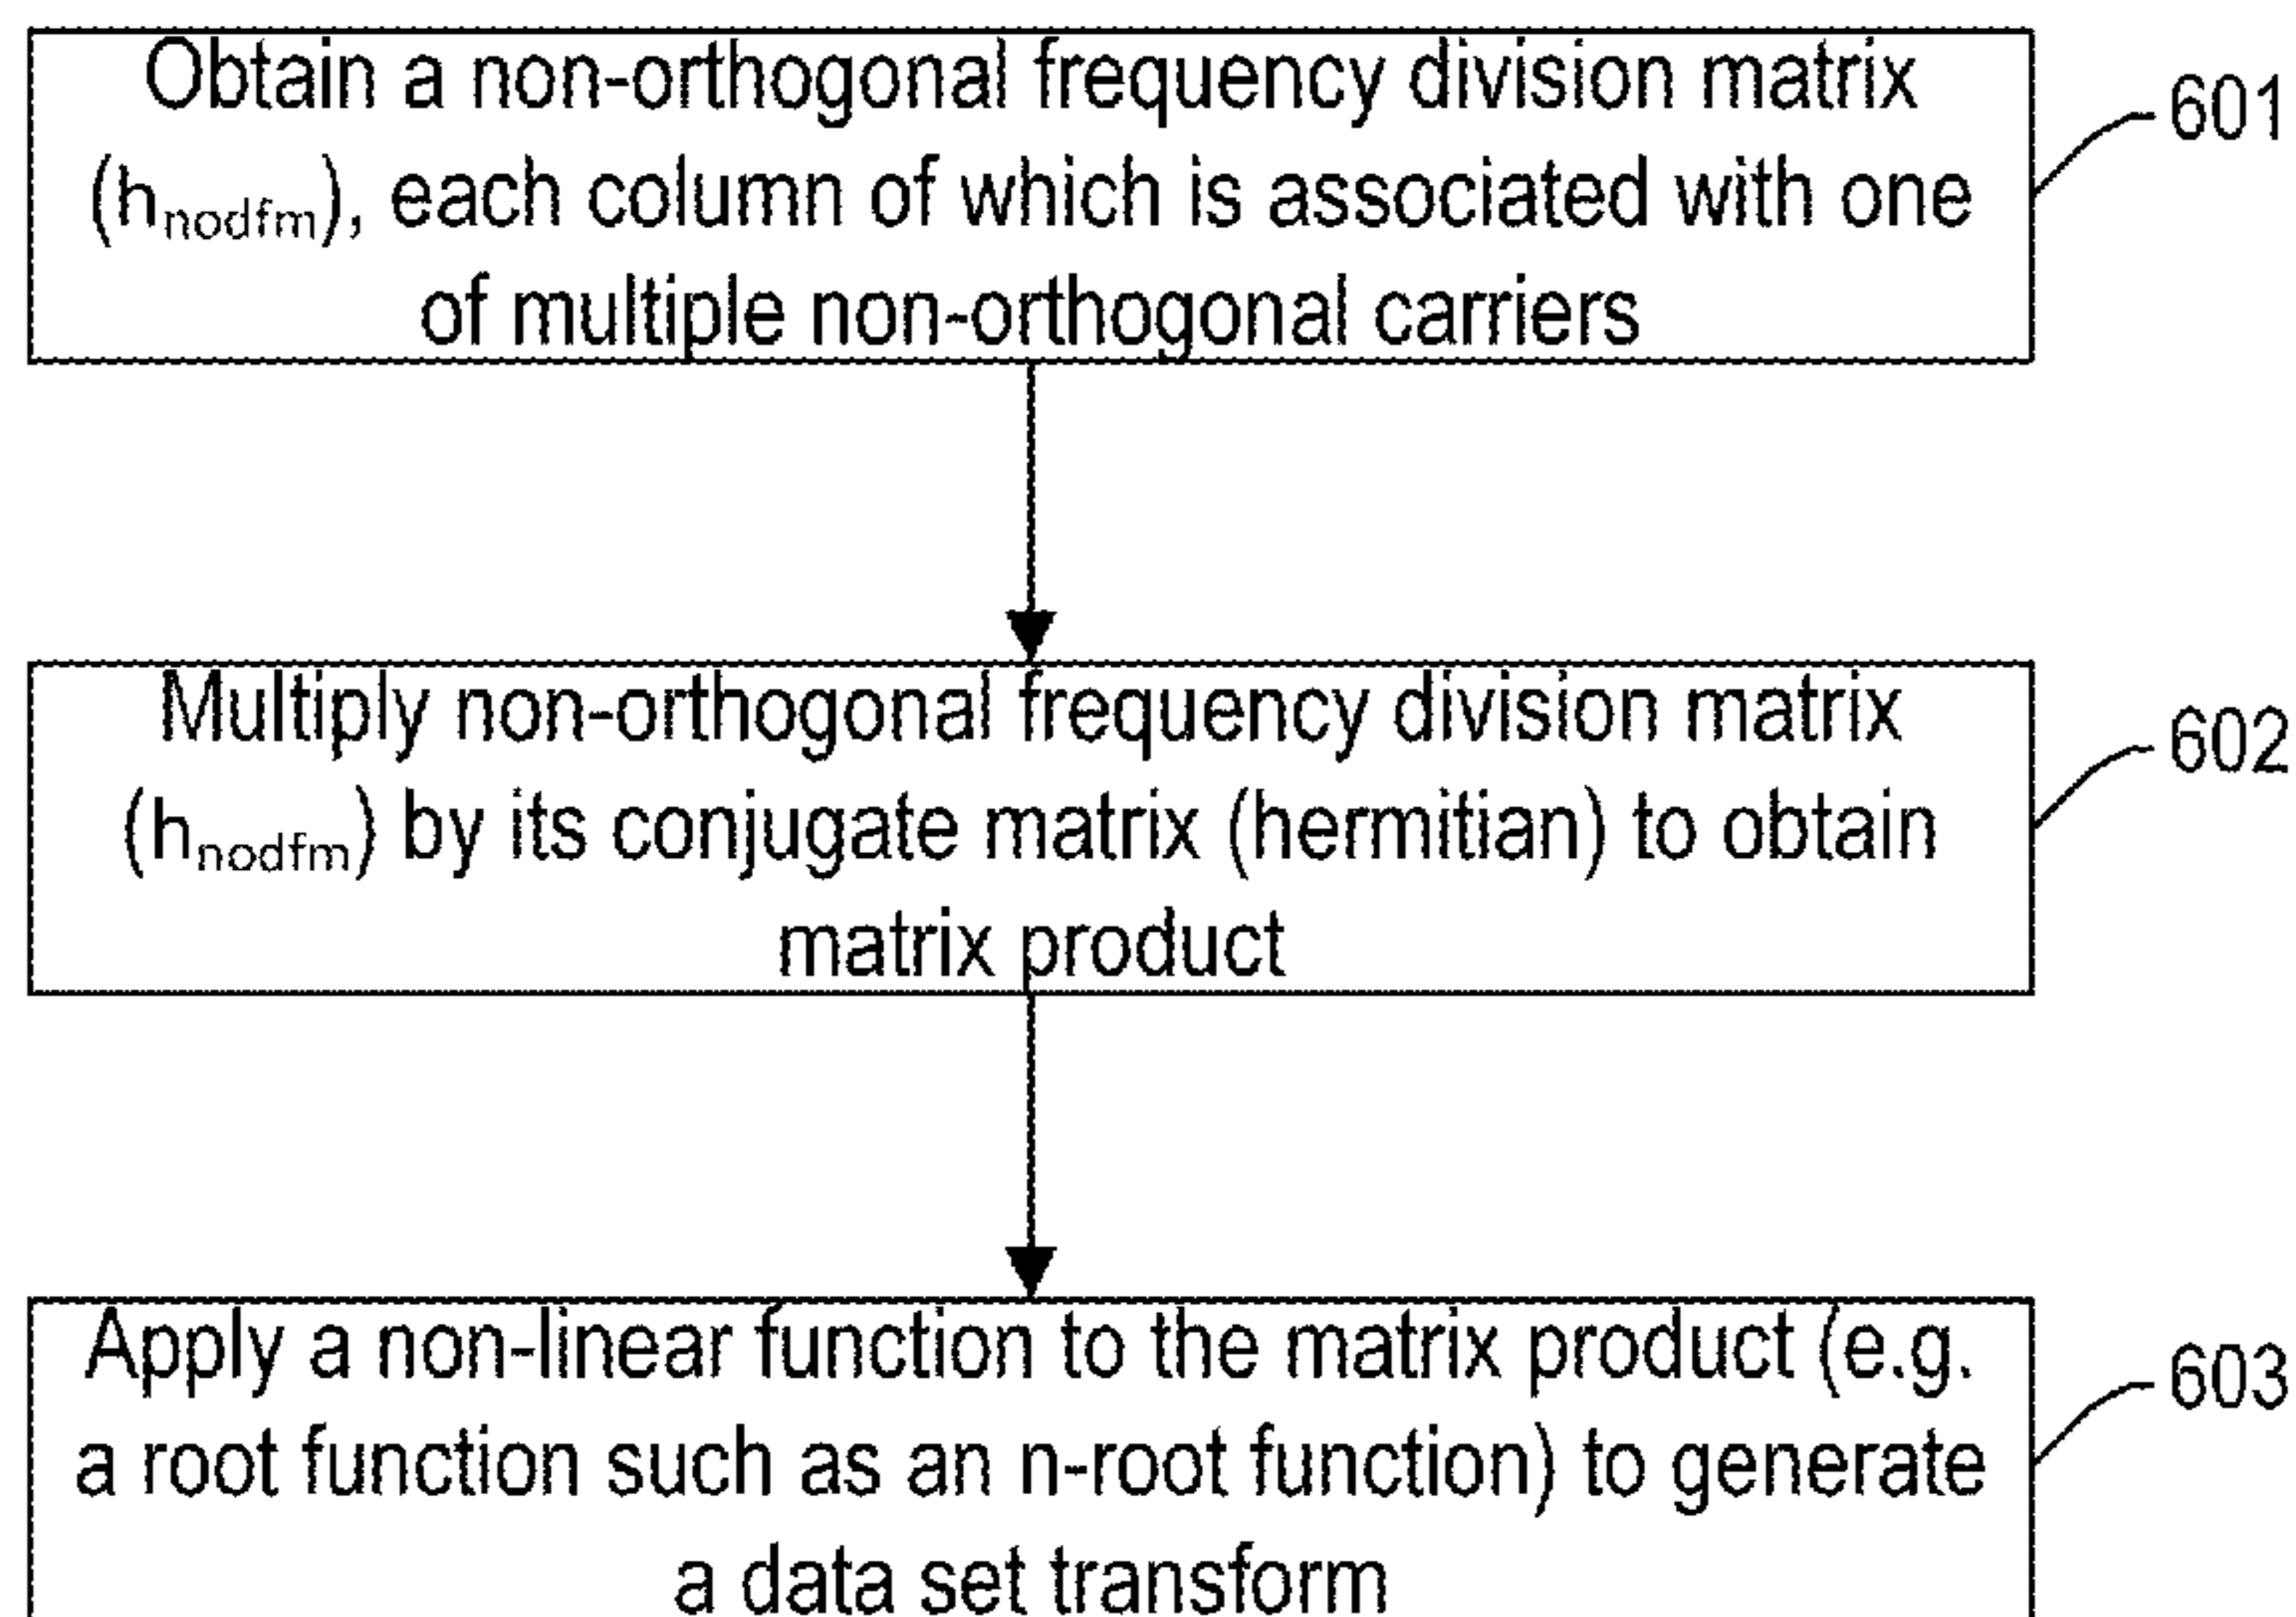 Obtain a non-orthogonal frequency division matrix
(hnodfm), each column of which is associated with one
of multiple non-orthogonal carriers
601
Multiply non-orthogonal frequency division matrix
(hnodfm) by its conjugate matrix (hermitian) to obtain
matrix product
602
Apply a non-linear function to the matrix product (e.g.
a root function such as an n-root function) to generate
a data set transform
603